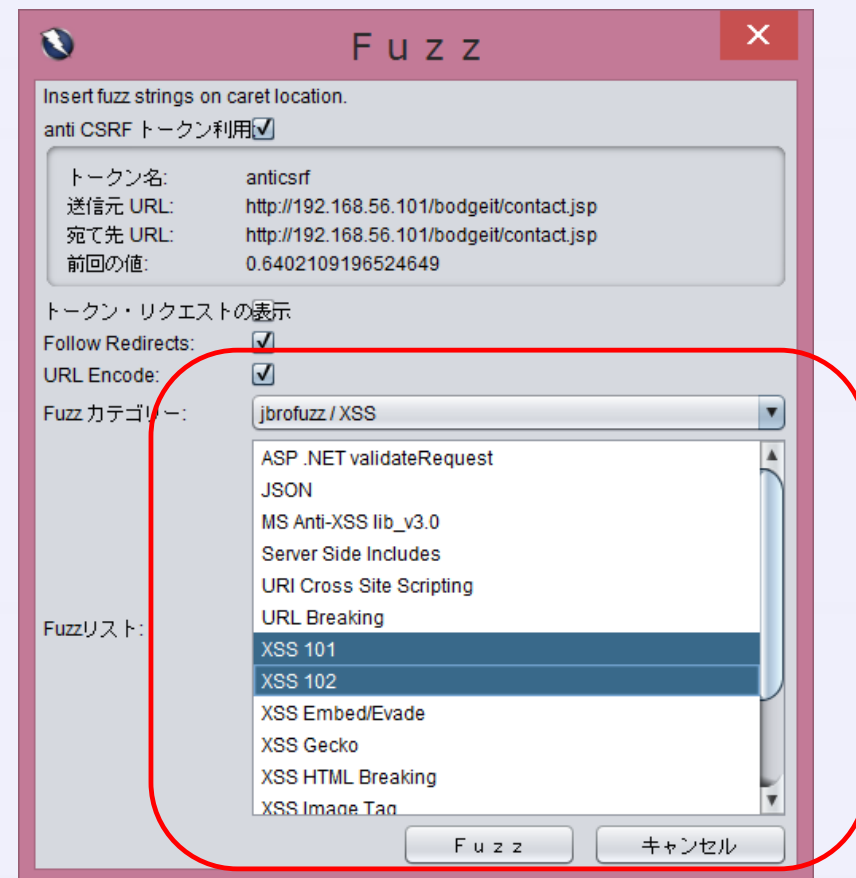 Fuzz
Insert fuzz strings on caret location.
anti CSRF トークン利用
トークン名: anticsrf
送信元 URL: http://192.168.56.101/bodgeit/contact.jsp
宛て先 URL: http://192.168.56.101/bodgeit/contact.jsp
前回の値: 0.6402109196524649
トークン・リクエストの表示
Follow Redirects:
URL Encode:
Fuzz カテゴリー: jbrofuzz / XSS
ASP .NET validateRequest
JSON
MS Anti-XSS lib_v3.0
Server Side Includes
URI Cross Site Scripting
URL Breaking
Fuzzリスト:
XSS 101
XSS 102
XSS Embed/Evade
XSS Gecko
XSS HTML Breaking
XSS Image Tag
Fuzz キャンセル